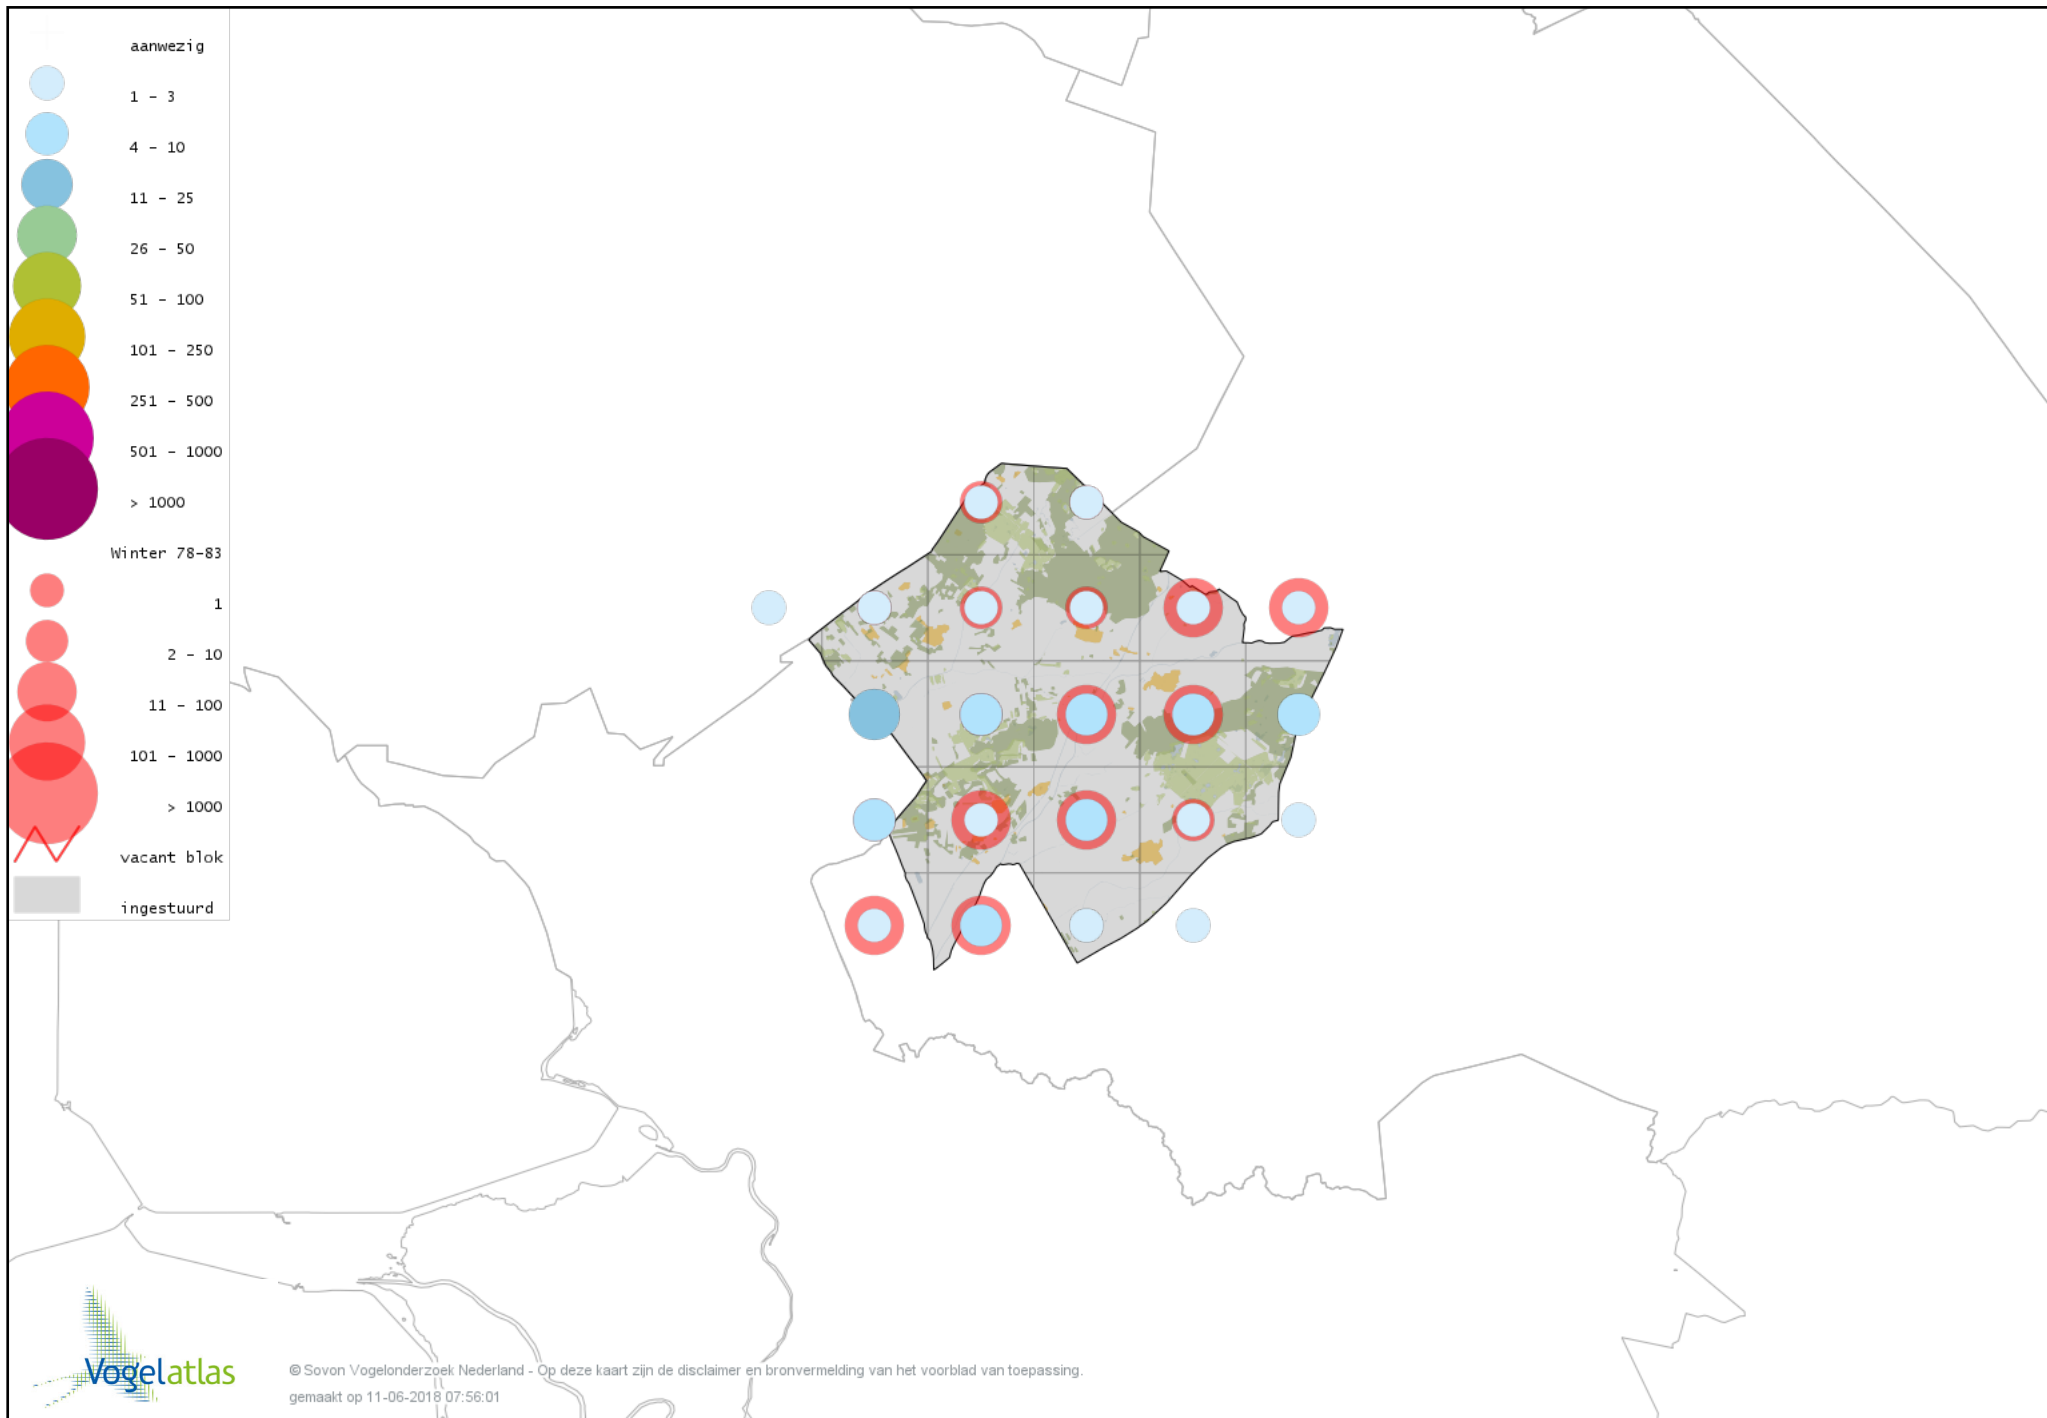 aanwezig
1 - 3
4 - 10
11 - 25
26 - 50
51 - 100
101 - 250
251 - 500
501 - 1000
> 1000
Winter 78-83
1
2 - 10
11 - 100
101 - 1000
> 1000
vacant blok
ingestuurd
Vogelatlas
© Sovon Vogelonderzoek Nederland - Op deze kaart zijn de disclaimer en bronvermelding van het voorblad van toepassing.
gemaakt op 11-06-2018 07:56:01